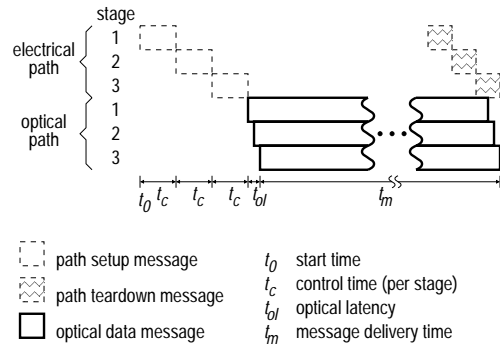 stage
electrical path
1
2
3
optical path
1
2
3
t0 tc tc tc tol tm
path setup message
path teardown message
optical data message
t0 start time
tc control time (per stage)
tol optical latency
tm message delivery time